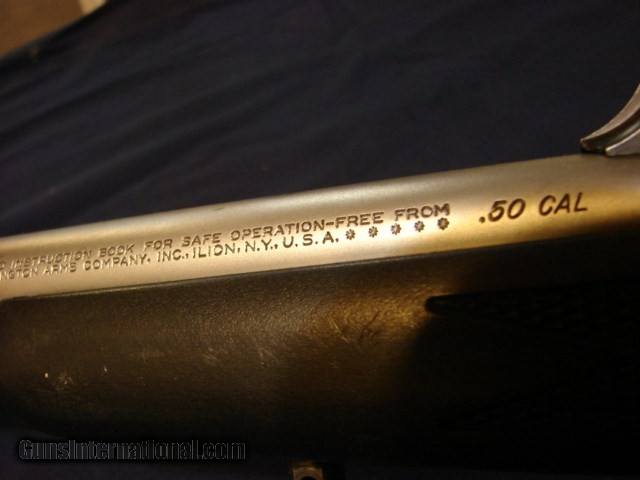 INSTRUCTION BOOK FOR SAFE OPERATION-FREE FROM
ARMS COMPANY, INC., ILION, N.Y., U.S.A. ✽ ✽ ✽ ✽ ✽
.50 CAL
GunsInternational.com